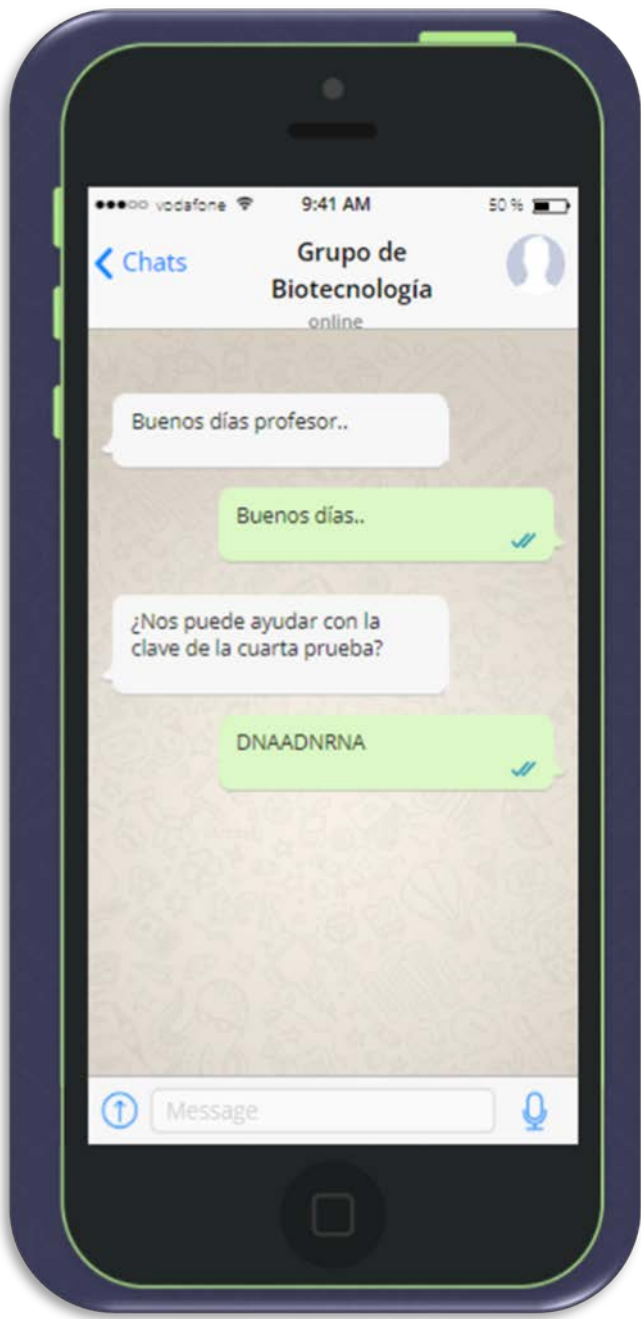 vodafone 9:41 AM 50 %
Chats
Grupo de
Biotecnología
online
Buenos días profesor..
Buenos días..
¿Nos puede ayudar con la
clave de la cuarta prueba?
DNAADNRNA
Message